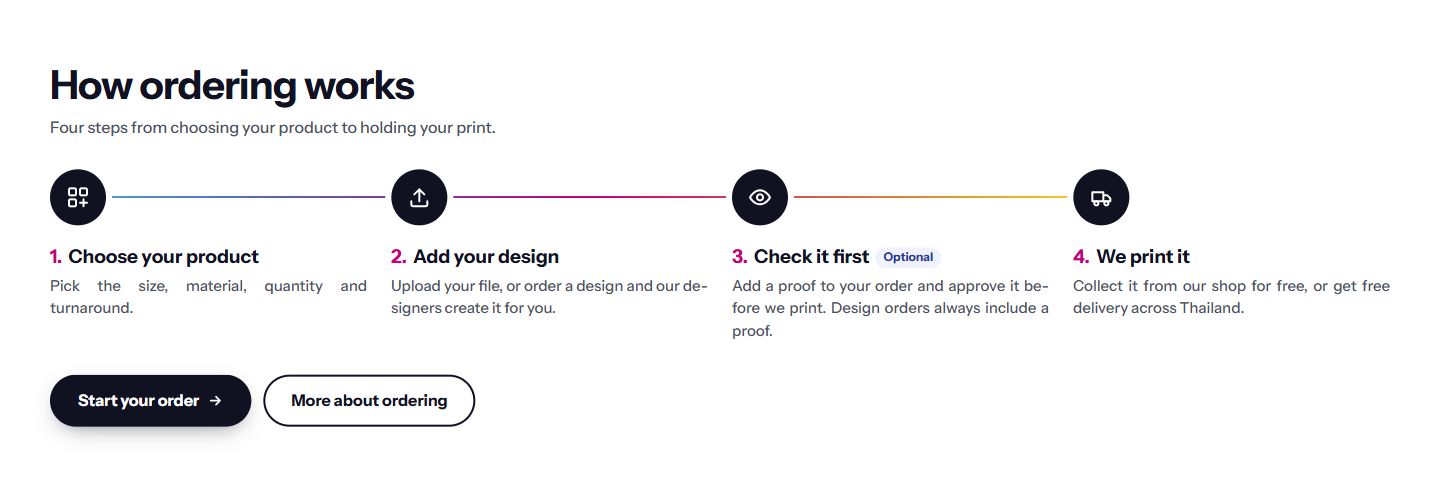 How ordering works
Four steps from choosing your product to holding your print.
1. Choose your product
Pick the size, material, quantity and
turnaround.
2. Add your design
Upload your file, or order a design and our de-
signers create it for you.
3. Check it first Optional
Add a proof to your order and approve it be-
fore we print. Design orders always include a
proof.
4. We print it
Collect it from our shop for free, or get free
delivery across Thailand.
Start your order →
More about ordering